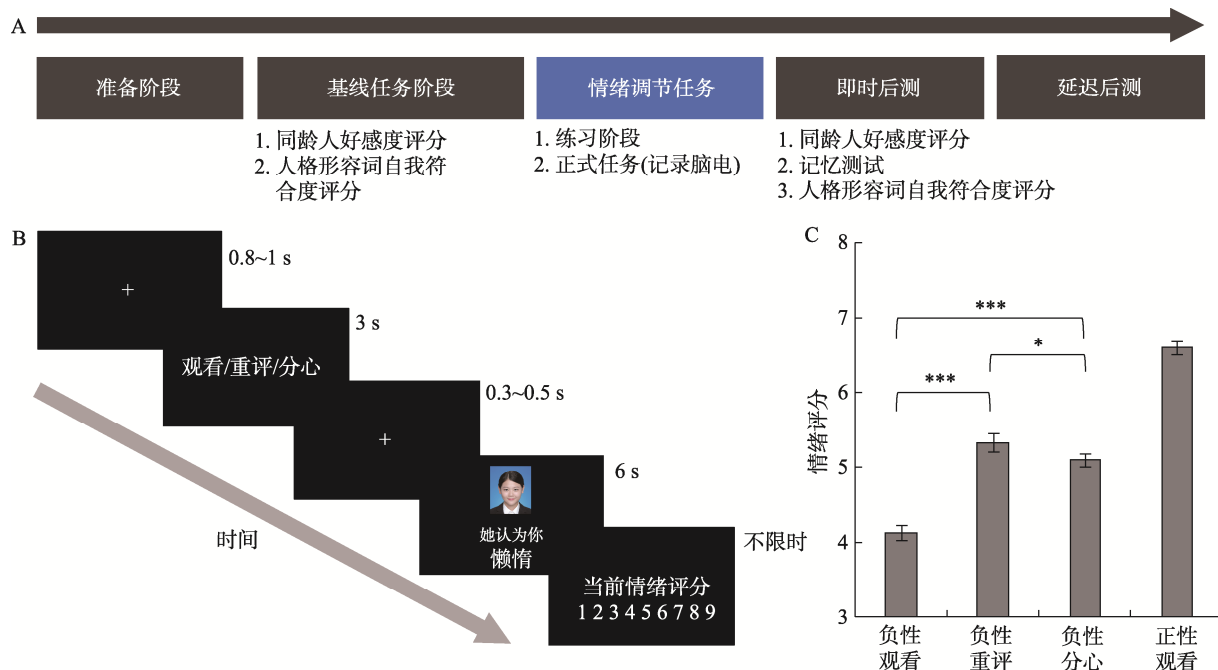 A
准备阶段
基线任务阶段
情绪调节任务
即时后测
延迟后测
1. 同龄人好感度评分
2. 人格形容词自我符
合度评分
1. 练习阶段
2. 正式任务(记录脑电)
1. 同龄人好感度评分
2. 记忆测试
3. 人格形容词自我符合度评分
B
+
0.8~1 s
观看/重评/分心
3 s
+
0.3~0.5 s
她认为你
懒惰
6 s
当前情绪评分
1 2 3 4 5 6 7 8 9
不限时
时间
C
情绪评分
8
7
6
5
4
3
***
*
***
负性
观看
负性
重评
负性
分心
正性
观看